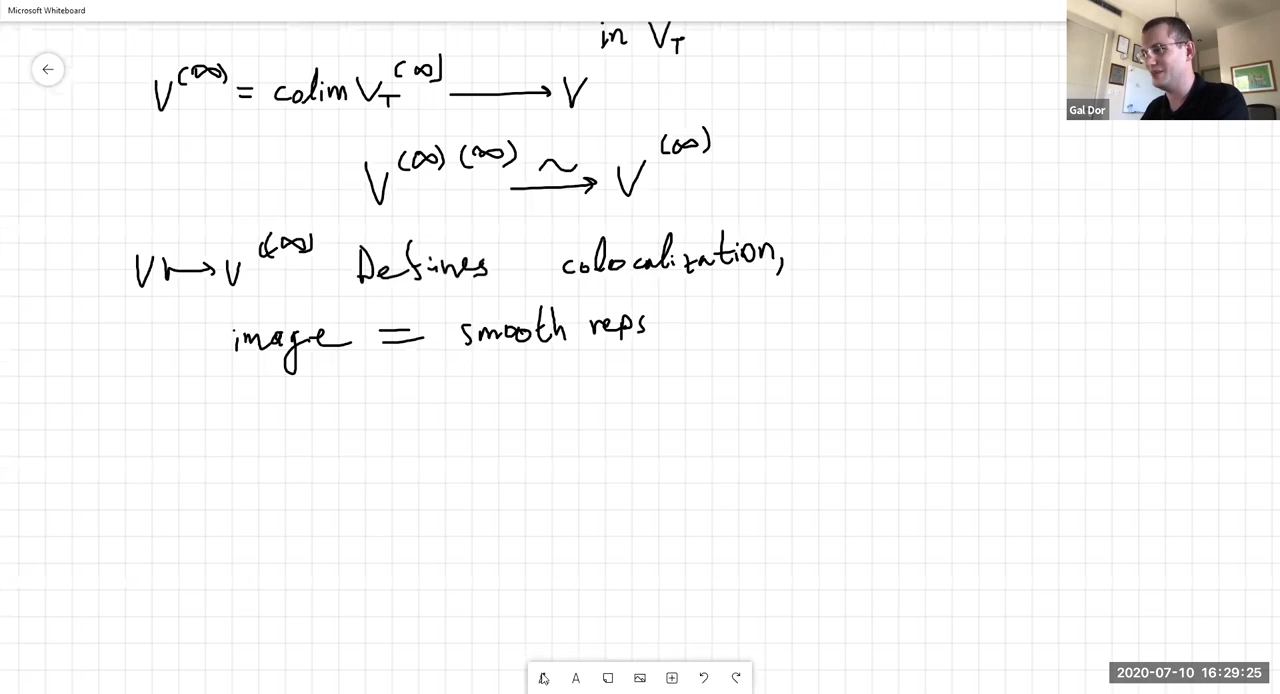 Microsoft Whiteboard
in V_T
V^(∞) = colim V_T^(∞] ⟶ V
V^(∞)(∞) ⥲ V^(∞)
V ↦ V^(∞) Defines colocalization,
image = smooth reps
Gal Dor
A
2020-07-10 16:29:25